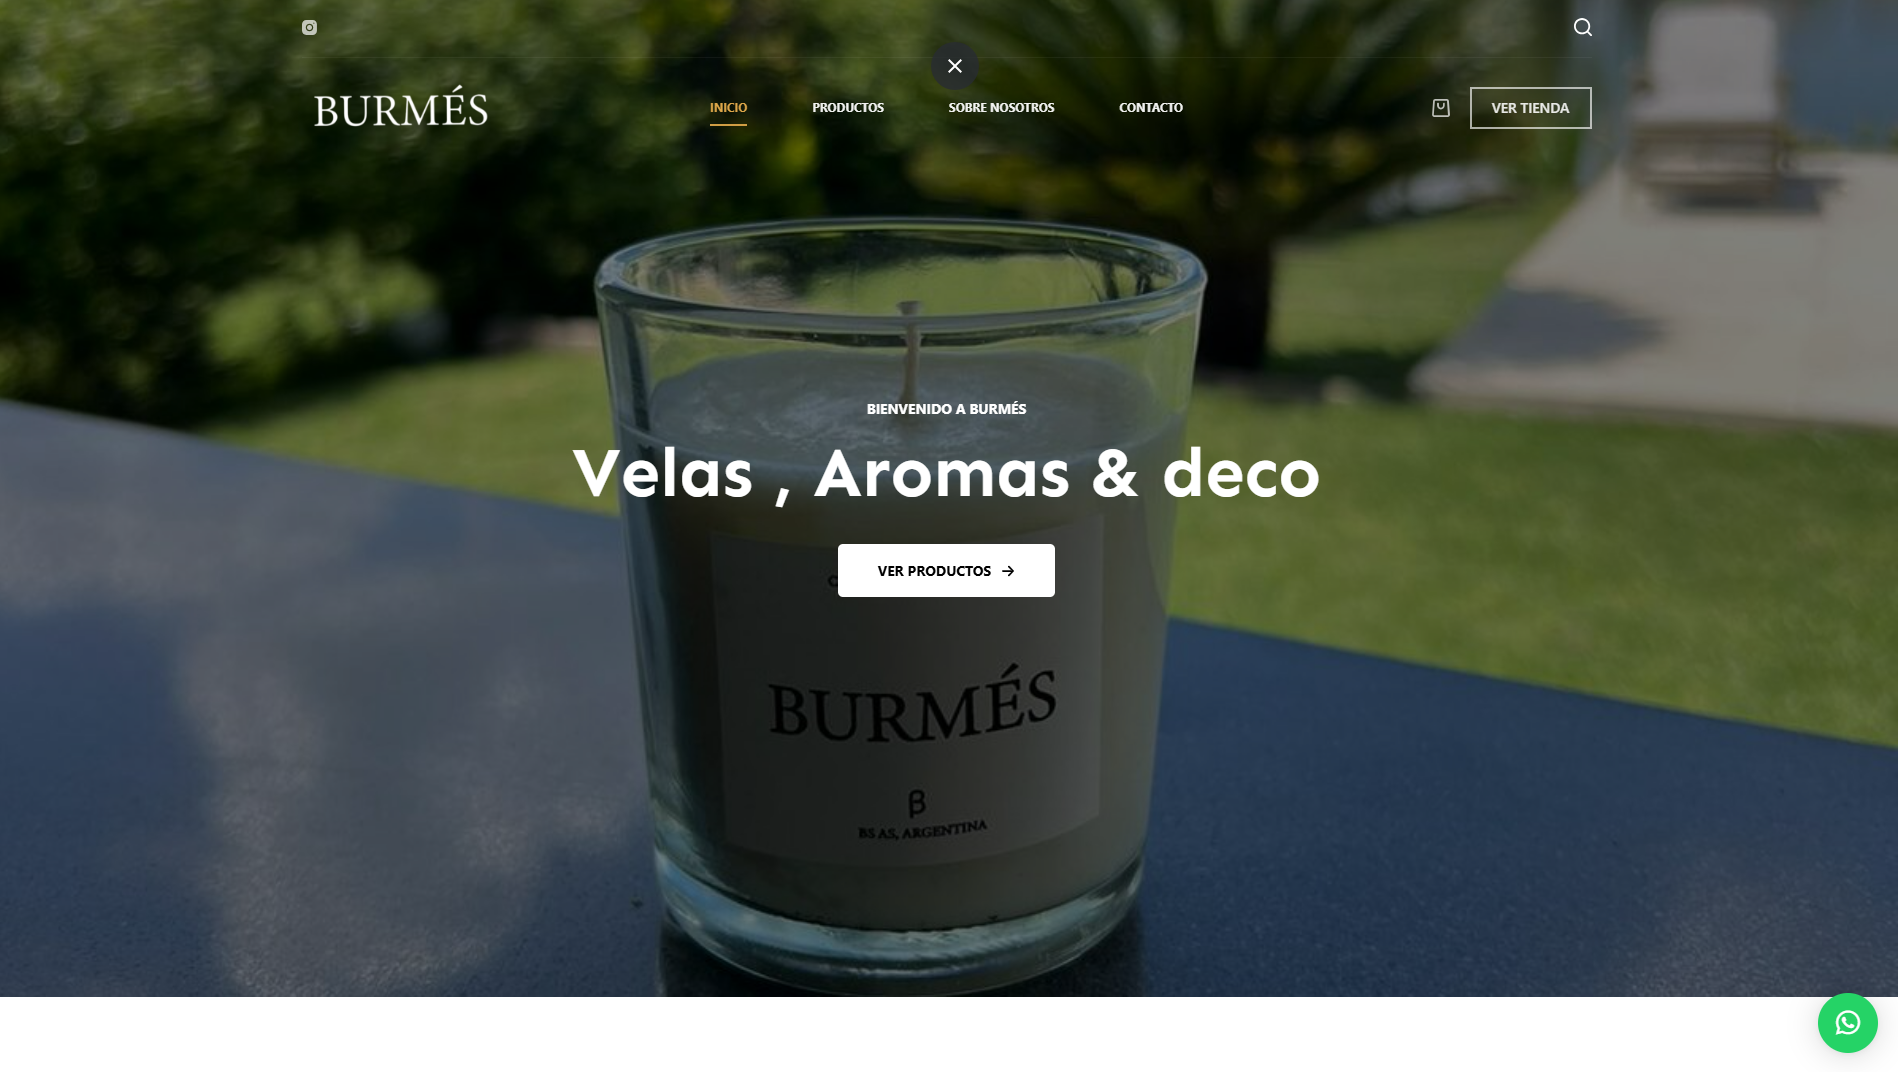 BURMÉS
INICIO
PRODUCTOS
SOBRE NOSOTROS
CONTACTO
VER TIENDA
BIENVENIDO A BURMÉS
Velas , Aromas & deco
VER PRODUCTOS →
BURMÉS
β
BS AS, ARGENTINA